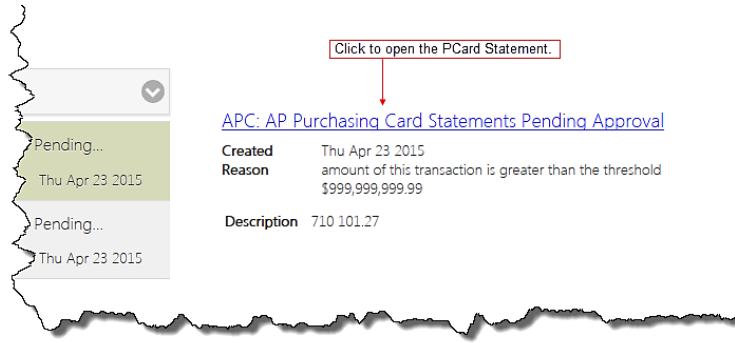 Click to open the PCard Statement.
APC: AP Purchasing Card Statements Pending Approval
Pending...
Thu Apr 23 2015
Pending...
Thu Apr 23 2015
Created Thu Apr 23 2015
Reason amount of this transaction is greater than the threshold
$999,999,999.99
Description 710 101.27